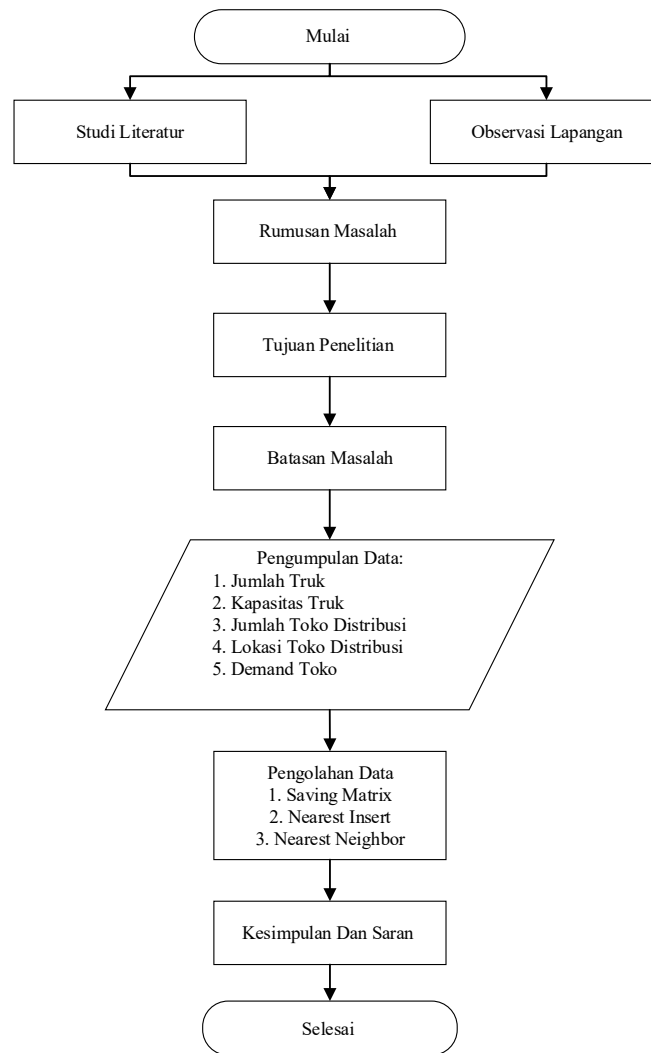 Mulai
Studi Literatur
Observasi Lapangan
Rumusan Masalah
Tujuan Penelitian
Batasan Masalah
Pengumpulan Data:
1. Jumlah Truk
2. Kapasitas Truk
3. Jumlah Toko Distribusi
4. Lokasi Toko Distribusi
5. Demand Toko
Pengolahan Data
1. Saving Matrix
2. Nearest Insert
3. Nearest Neighbor
Kesimpulan Dan Saran
Selesai